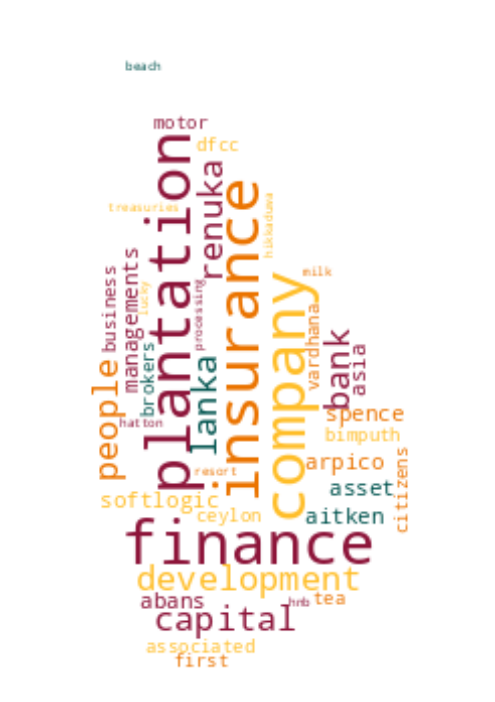 beach
motor
dfcc
plantation
renuka
insurance
treasuries
hikkaduwa
managements
business
lucky
processing
milk
company
vardhana
bank
asia
brokers
lanka
people
hatton
spence
bimputh
arpico
citizens
resort
asset
softlogic
ceylon
aitken
finance
development
abans
hnb
tea
capital
associated
first